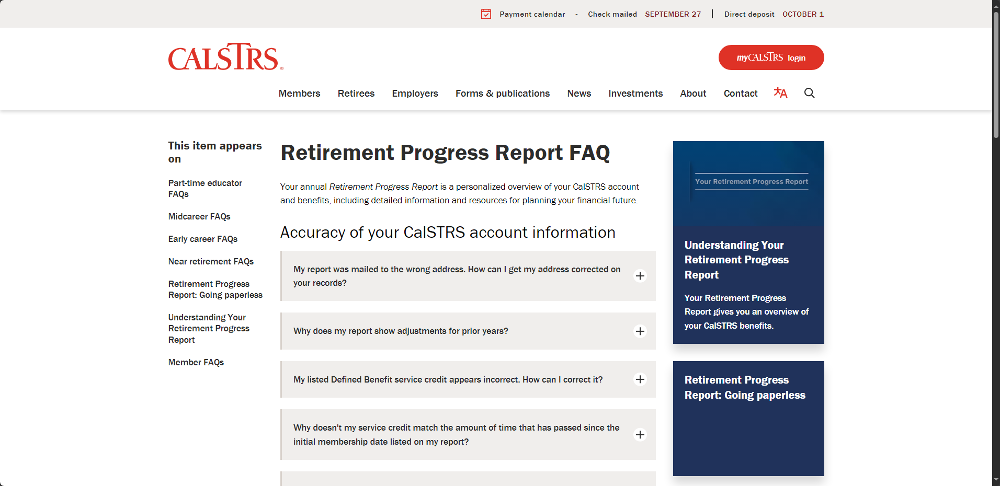 Payment calendar - Check mailed SEPTEMBER 27 | Direct deposit OCTOBER 1
CALSTRS®
myCALSTRS login
Members Retirees Employers Forms & publications News Investments About Contact
This item appears
on
Part-time educator
FAQs
Midcareer FAQs
Early career FAQs
Near retirement FAQs
Retirement Progress
Report: Going paperless
Understanding Your
Retirement Progress
Report
Member FAQs
Retirement Progress Report FAQ
Your annual Retirement Progress Report is a personalized overview of your CalSTRS account
and benefits, including detailed information and resources for planning your financial future.
Accuracy of your CalSTRS account information
My report was mailed to the wrong address. How can I get my address corrected on
your records?
Why does my report show adjustments for prior years?
My listed Defined Benefit service credit appears incorrect. How can I correct it?
Why doesn't my service credit match the amount of time that has passed since the
initial membership date listed on my report?
Your Retirement Progress Report
Understanding Your
Retirement Progress
Report
Your Retirement Progress
Report gives you an overview of
your CalSTRS benefits.
Retirement Progress
Report: Going paperless